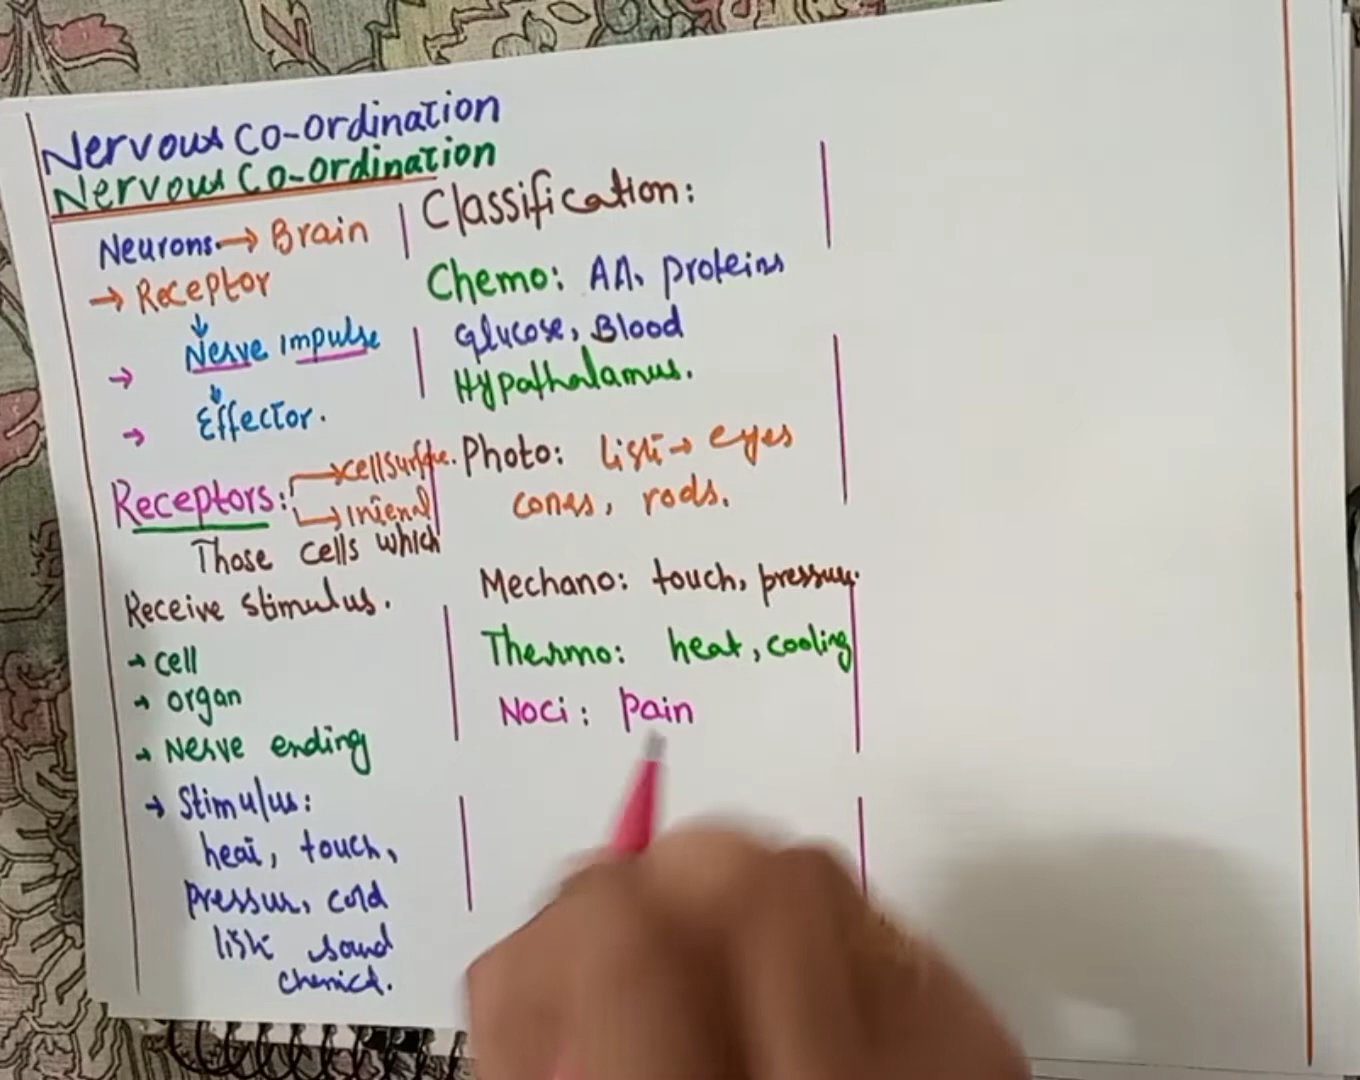 Nervous Co-ordination
Nervous Co-ordination
Neurons → Brain
→ Receptor
↓
→ Nerve impulse
↓
→ Effector.
Receptors: → cell surface.
→ internal
Those cells which
Receive stimulus.
→ cell
→ organ
→ Nerve ending
→ Stimulus:
heat, touch,
pressur, cold
light sound
chemical.
Classification:
Chemo: AA, proteins
Glucose, Blood
Hypathalamus.
Photo: light → eyes
cones, rods.
Mechano: touch, pressure.
Thermo: heat, cooling
Noci: Pain